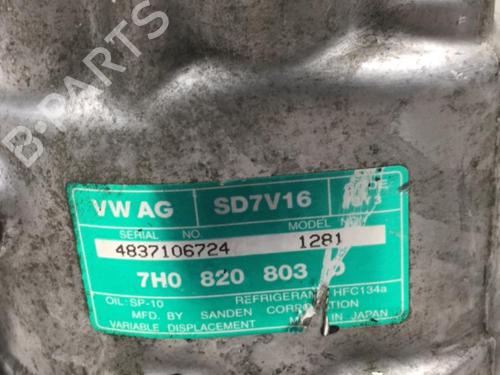 B-PARTS
VW AG SD7V16
SERIAL NO. MODEL NO.
4837106724 1281
7H0 820 803
OIL: SP-10 REFRIGERANT HFC134a
MFD. BY SANDEN CORPORATION
VARIABLE DISPLACEMENT IN JAPAN